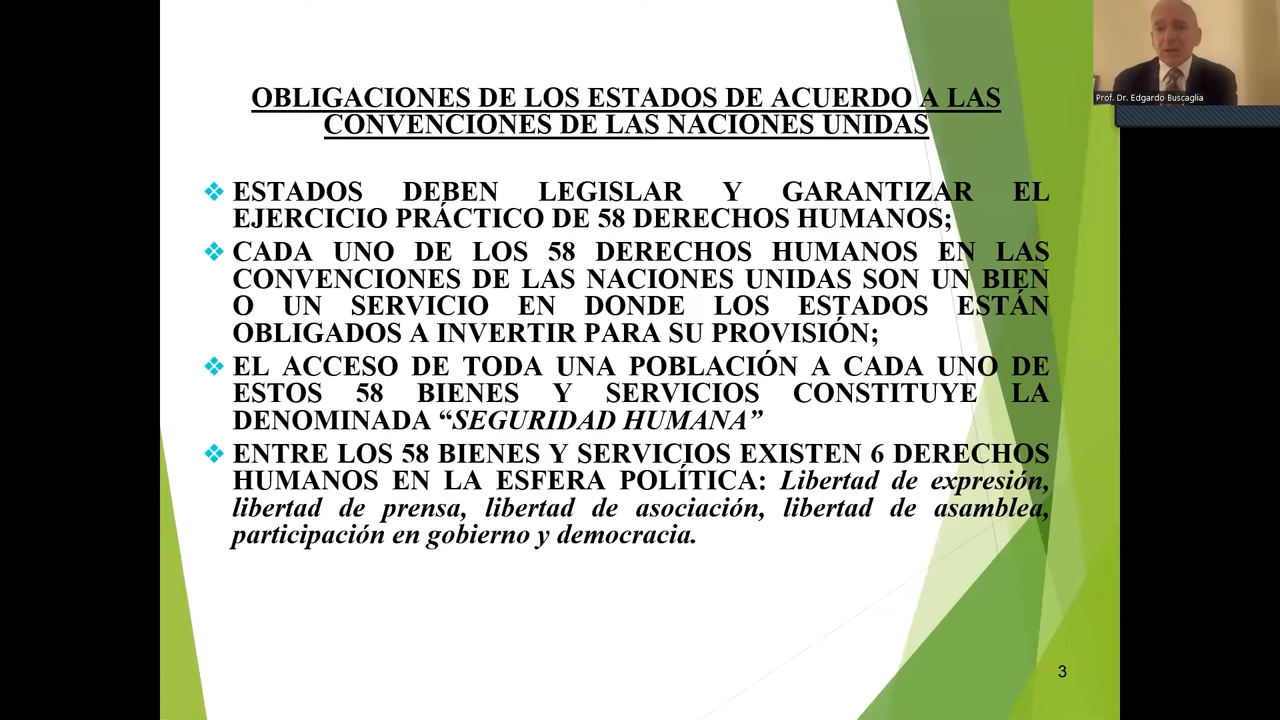 OBLIGACIONES DE LOS ESTADOS DE ACUERDO A LAS
CONVENCIONES DE LAS NACIONES UNIDAS
ESTADOS DEBEN LEGISLAR Y GARANTIZAR EL
EJERCICIO PRÁCTICO DE 58 DERECHOS HUMANOS;
CADA UNO DE LOS 58 DERECHOS HUMANOS EN LAS
CONVENCIONES DE LAS NACIONES UNIDAS SON UN BIEN
O UN SERVICIO EN DONDE LOS ESTADOS ESTÁN
OBLIGADOS A INVERTIR PARA SU PROVISIÓN;
EL ACCESO DE TODA UNA POBLACIÓN A CADA UNO DE
ESTOS 58 BIENES Y SERVICIOS CONSTITUYE LA
DENOMINADA “SEGURIDAD HUMANA”
ENTRE LOS 58 BIENES Y SERVICIOS EXISTEN 6 DERECHOS
HUMANOS EN LA ESFERA POLÍTICA: Libertad de expresión,
libertad de prensa, libertad de asociación, libertad de asamblea,
participación en gobierno y democracia.
3
Prof. Dr. Edgardo Buscaglia